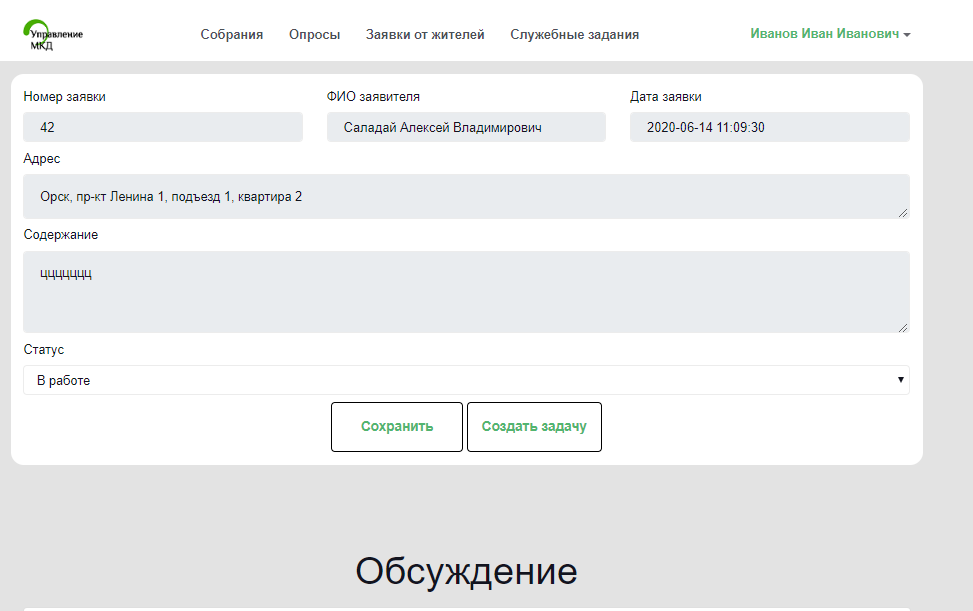 Управление
МКД
Собрания Опросы Заявки от жителей Служебные задания Иванов Иван Иванович
Номер заявки ФИО заявителя Дата заявки
42 Саладай Алексей Владимирович 2020-06-14 11:09:30
Адрес
Орск, пр-кт Ленина 1, подъезд 1, квартира 2
Содержание
ццццццц
Статус
В работе
Сохранить Создать задачу
Обсуждение